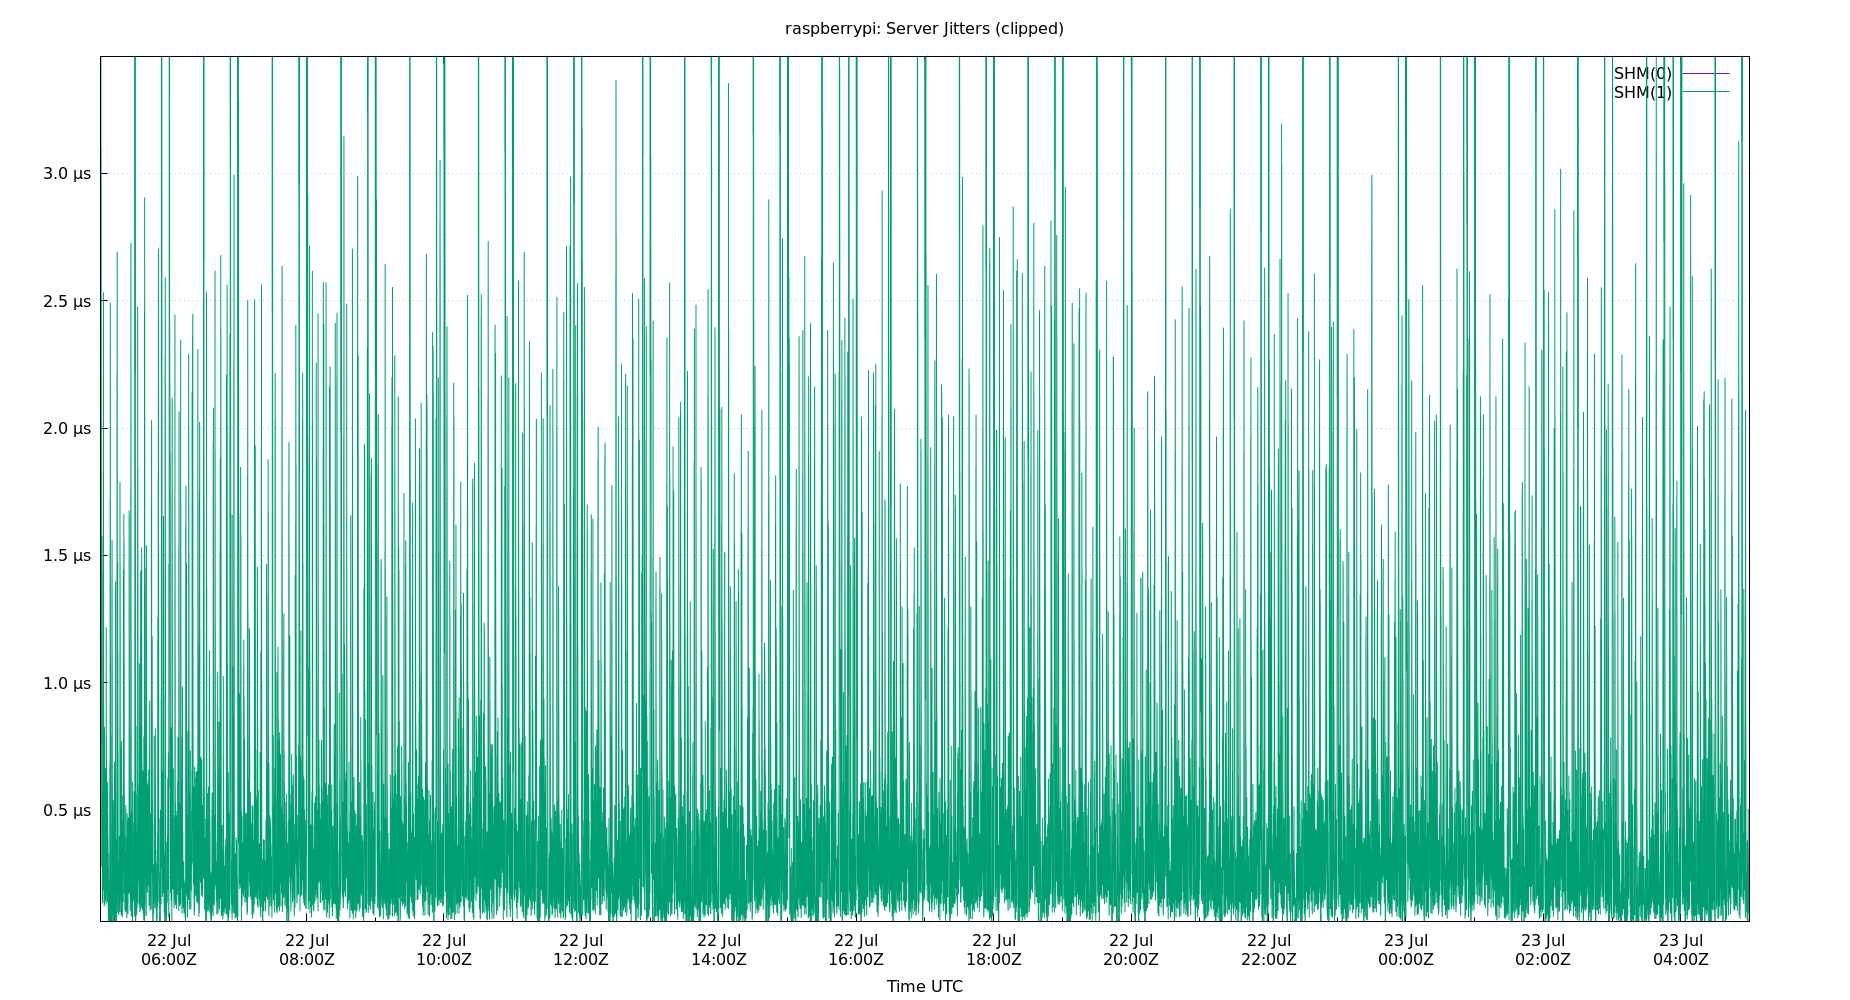 raspberrypi: Server Jitters (clipped)
SHM(0)
SHM(1)
3.0 µs
2.5 µs
2.0 µs
1.5 µs
1.0 µs
0.5 µs
22 Jul 22 Jul 22 Jul 22 Jul 22 Jul 22 Jul 22 Jul 22 Jul 22 Jul 23 Jul 23 Jul 23 Jul
06:00Z 08:00Z 10:00Z 12:00Z 14:00Z 16:00Z 18:00Z 20:00Z 22:00Z 00:00Z 02:00Z 04:00Z
Time UTC